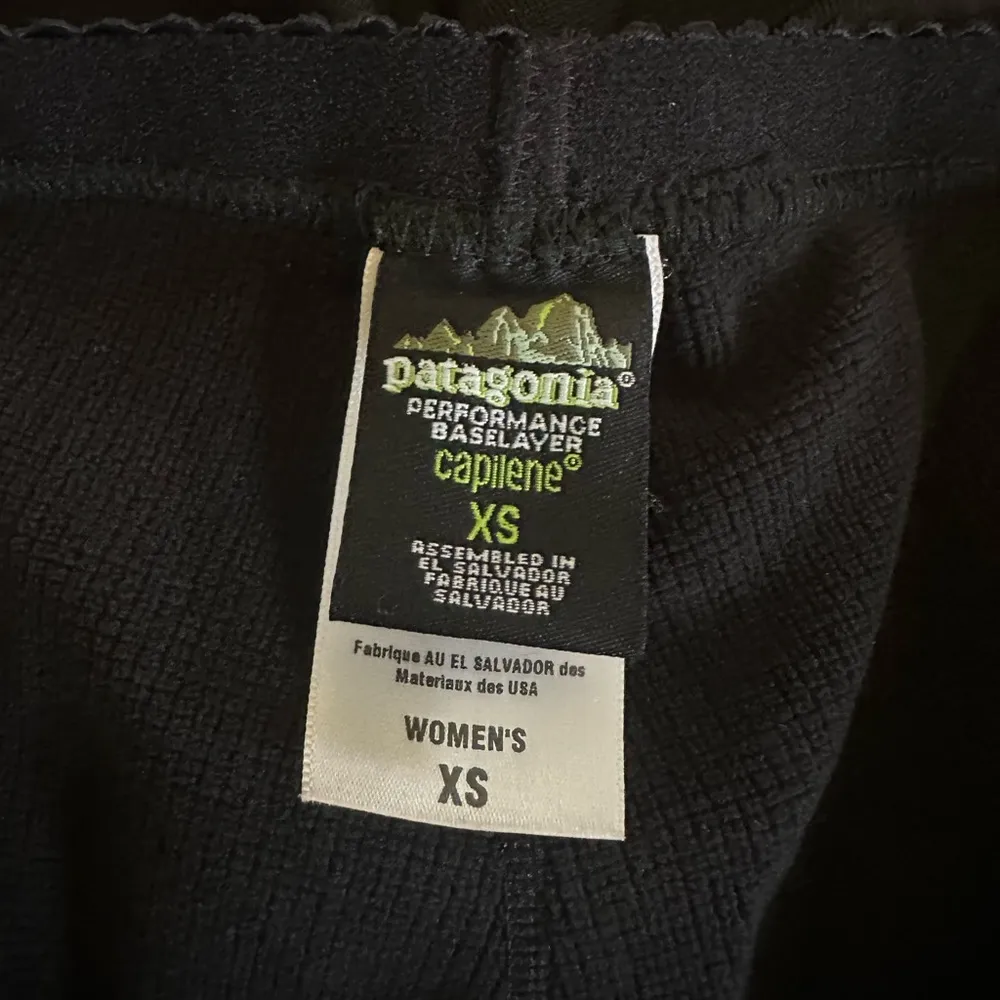 patagonia®
PERFORMANCE
BASELAYER
capilene®
XS
ASSEMBLED IN
EL SALVADOR
FABRIQUE AU
SALVADOR
Fabrique AU EL SALVADOR des
Materiaux des USA
WOMEN'S
XS